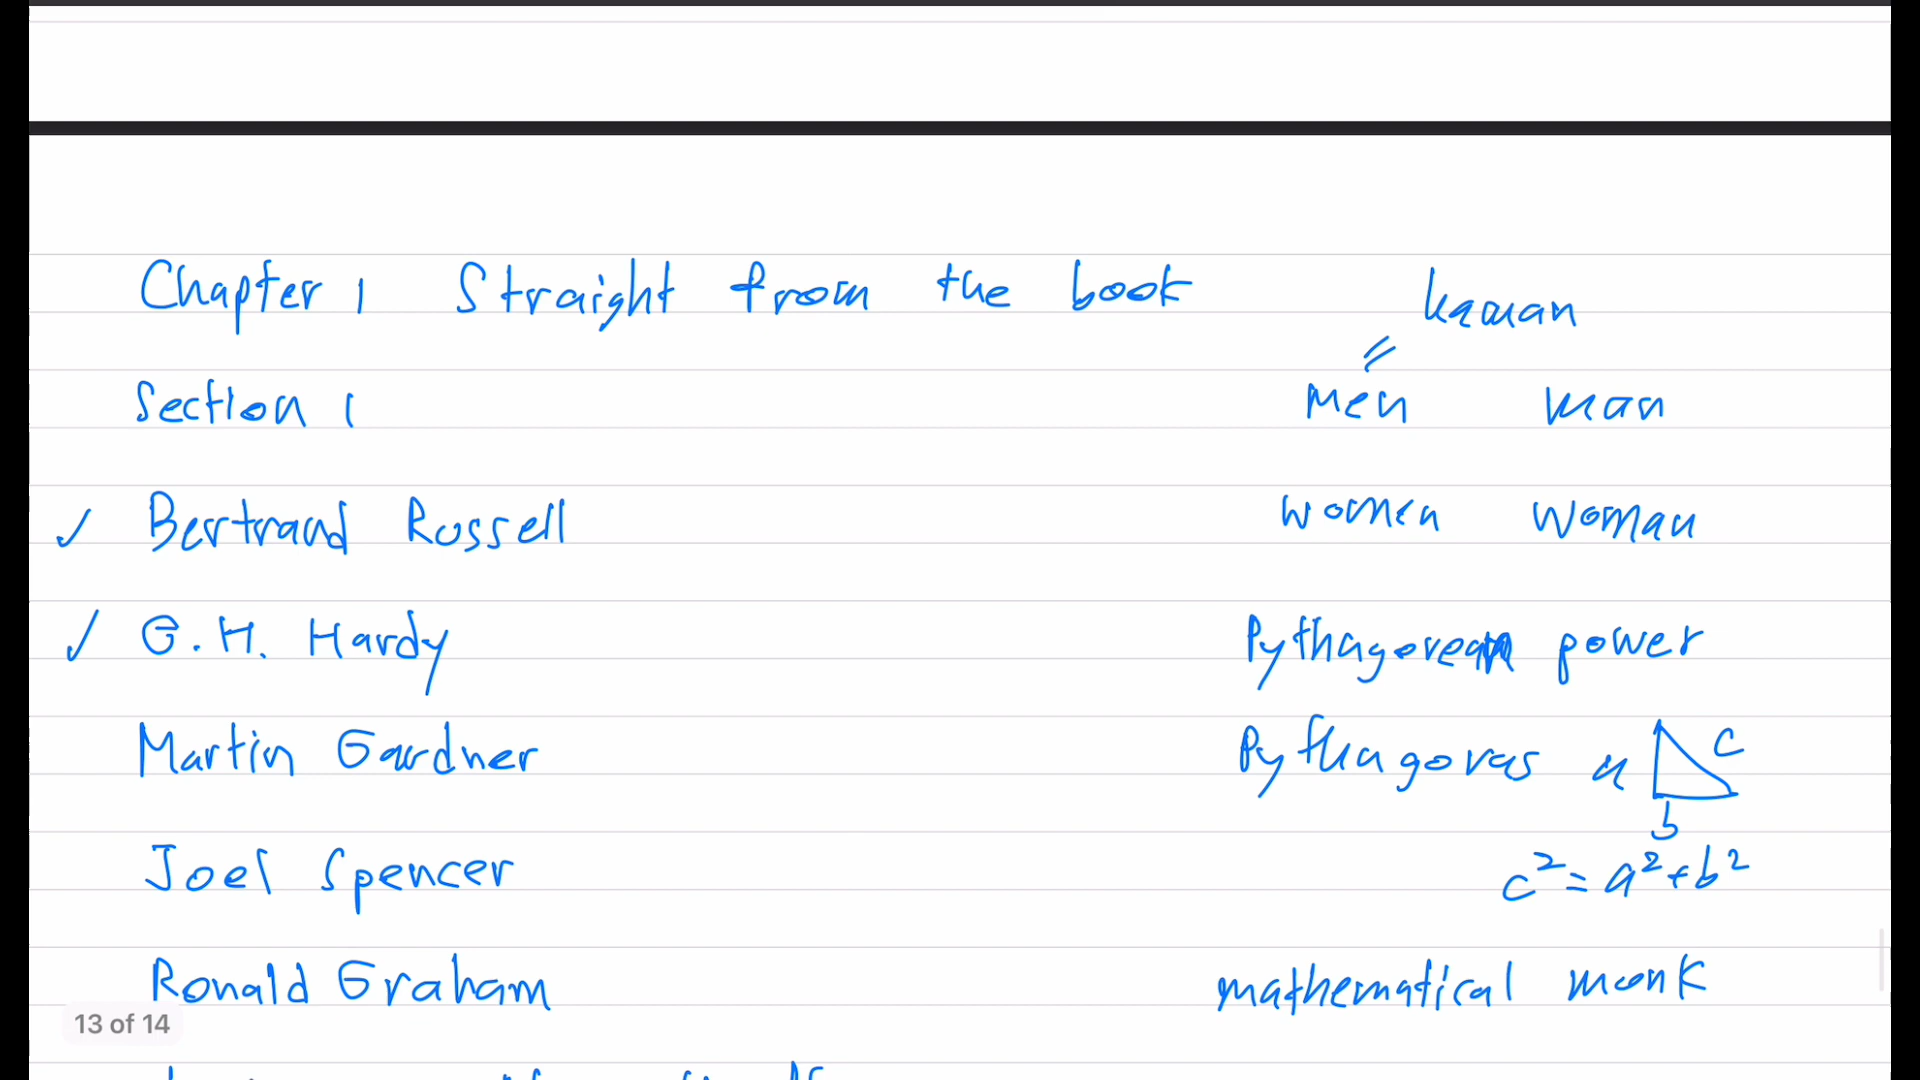 Chapter 1 Straight from the book
human
Section 1
men man
✓ Bertrand Russell
women woman
✓ G.H. Hardy
Pythagorean power
Martin Gardner
Pythagoras a c
b
Joel Spencer
c² = a² + b²
Ronald Graham
mathematical monk
13 of 14